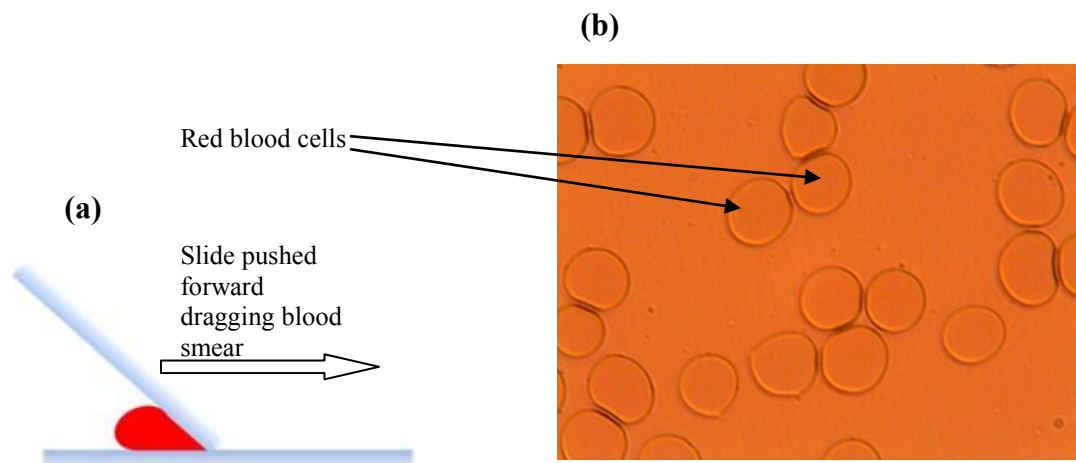 (b)
Red blood cells
(a)
Slide pushed
forward
dragging blood
smear